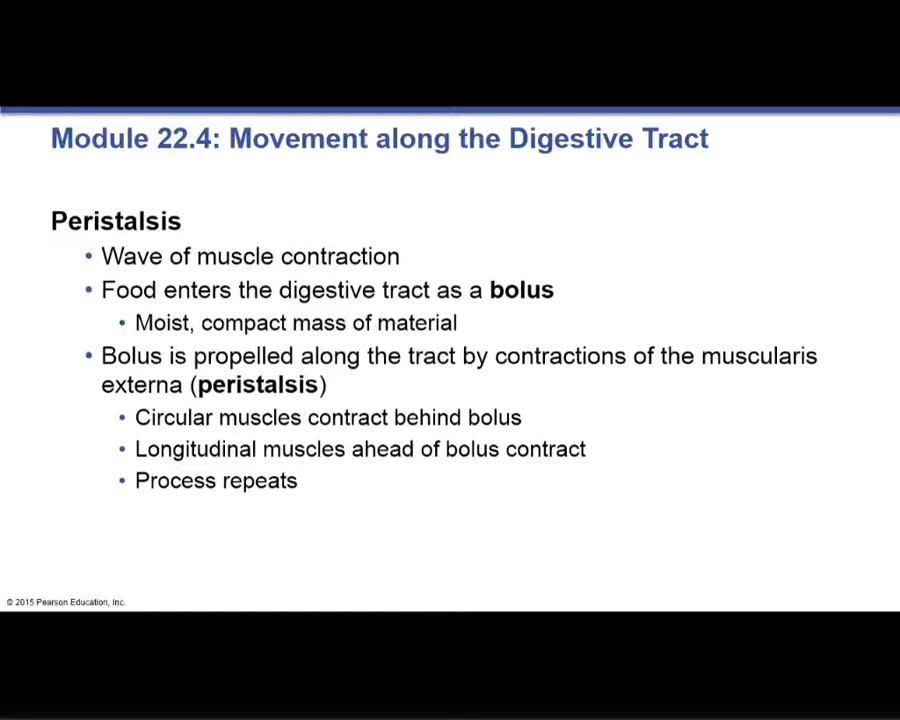 Module 22.4: Movement along the Digestive Tract
Peristalsis
• Wave of muscle contraction
• Food enters the digestive tract as a bolus
• Moist, compact mass of material
• Bolus is propelled along the tract by contractions of the muscularis
externa (peristalsis)
• Circular muscles contract behind bolus
• Longitudinal muscles ahead of bolus contract
• Process repeats
© 2015 Pearson Education, Inc.